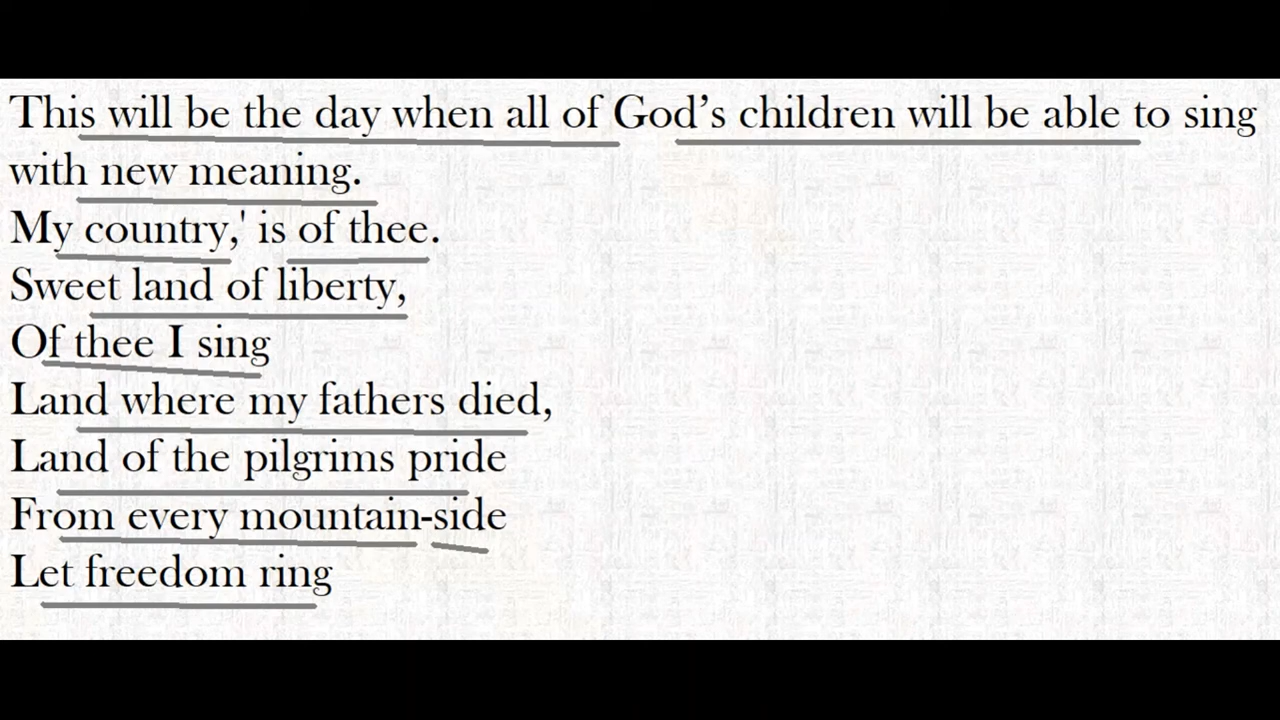 This will be the day when all of God’s children will be able to sing
with new meaning.
My country,' is of thee.
Sweet land of liberty,
Of thee I sing
Land where my fathers died,
Land of the pilgrims pride
From every mountain-side
Let freedom ring